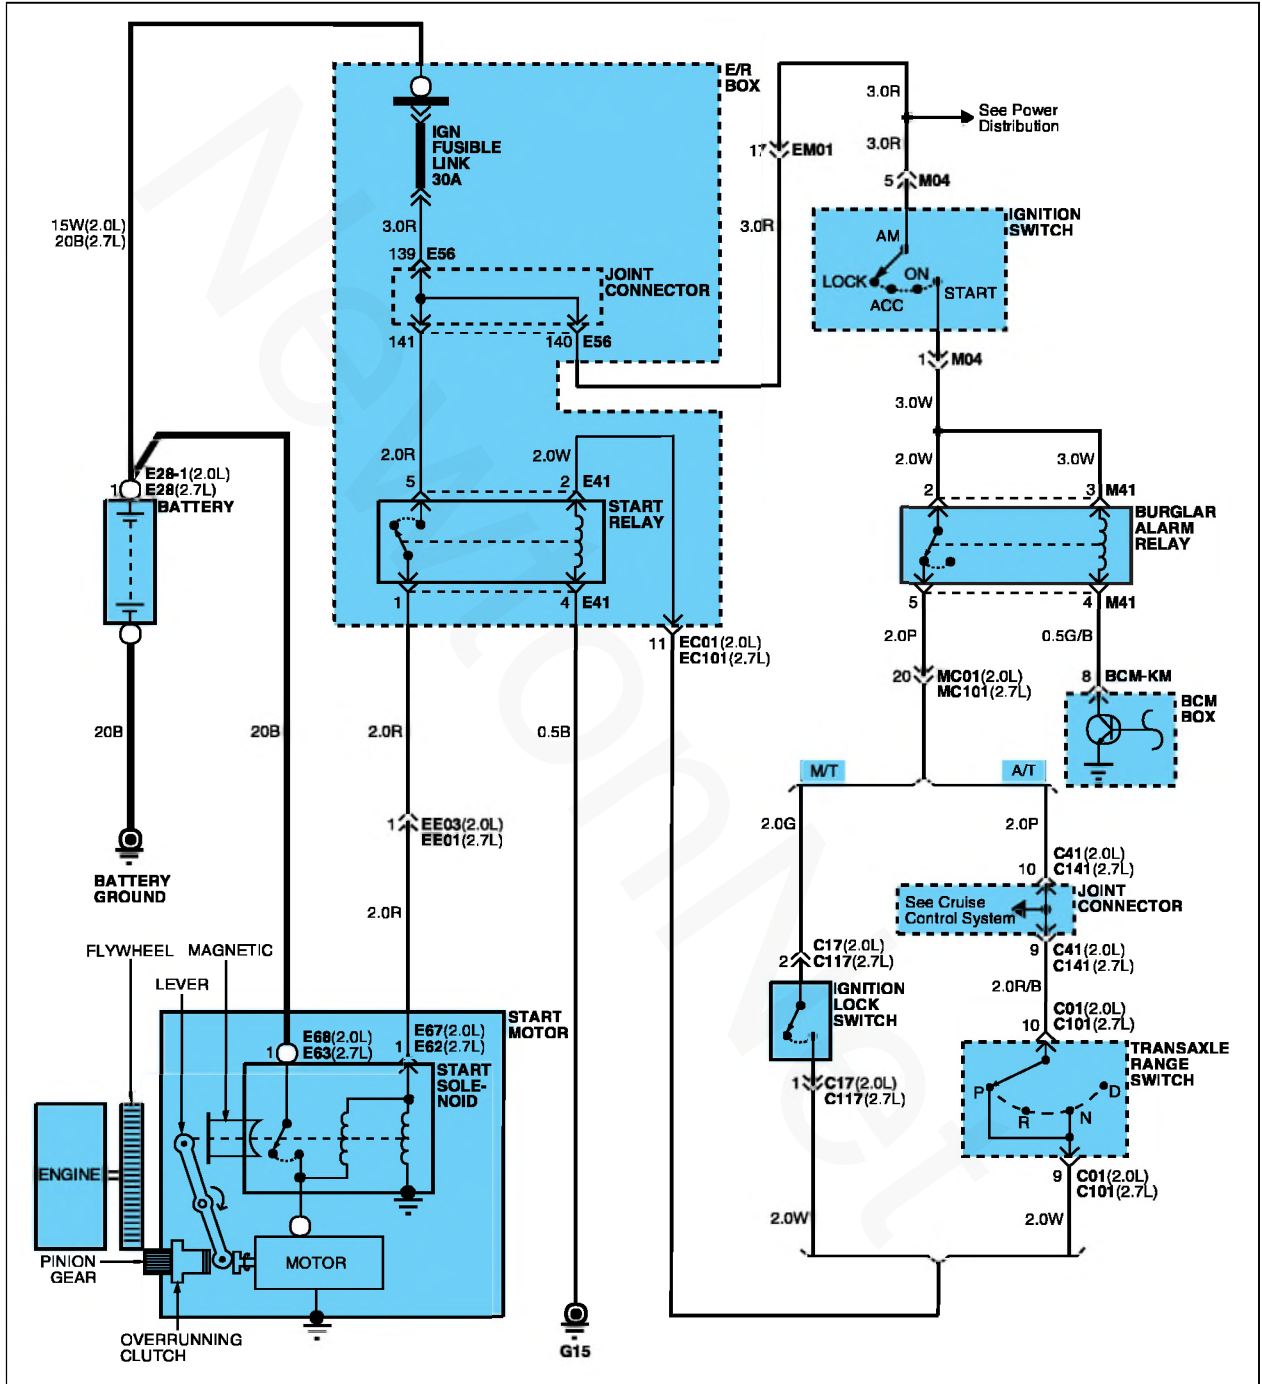 E/R
BOX
IGN
FUSIBLE
LINK
30A
3.0R
139 E56
JOINT
CONNECTOR
141
140 E56
15W(2.0L)
20B(2.7L)
3.0R
See Power
Distribution
3.0R
17 EM01
5 M04
3.0R
IGNITION
SWITCH
AM
LOCK
ON
ACC
START
1 M04
3.0W
2.0W
3.0W
2
3 M41
BURGLAR
ALARM
RELAY
5
4 M41
2.0R
2.0W
5
2 E41
START
RELAY
1
4 E41
1
E28-1(2.0L)
E28(2.7L)
BATTERY
11 EC01(2.0L)
EC101(2.7L)
2.0P
0.5G/B
20 MC01(2.0L)
MC101(2.7L)
8 BCM-KM
BCM
BOX
20B
20B
2.0R
0.5B
M/T
A/T
2.0G
2.0P
1 EE03(2.0L)
EE01(2.7L)
BATTERY
GROUND
10
C41(2.0L)
C141(2.7L)
JOINT
CONNECTOR
See Cruise
Control System
9 C41(2.0L)
C141(2.7L)
2.0R
FLYWHEEL
MAGNETIC
LEVER
2 C17(2.0L)
C117(2.7L)
IGNITION
LOCK
SWITCH
2.0R/B
10
C01(2.0L)
C101(2.7L)
TRANSAXLE
RANGE
SWITCH
P
R
N
D
START
MOTOR
1
E68(2.0L)
E63(2.7L)
1
E67(2.0L)
E62(2.7L)
START
SOLE-
NOID
1 C17(2.0L)
C117(2.7L)
9 C01(2.0L)
C101(2.7L)
ENGINE
2.0W
2.0W
PINION
GEAR
MOTOR
OVERRUNNING
CLUTCH
G15
NewtonNet